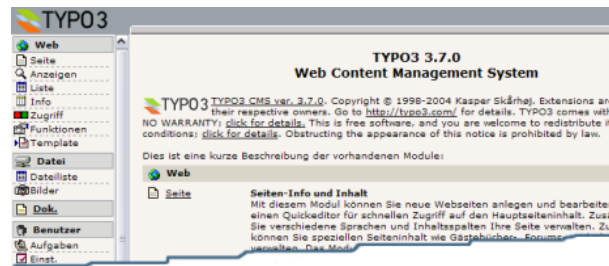 TYPO3
Web
Seite
Anzeigen
Liste
Info
Zugriff
Funktionen
Template
Datei
Dateiliste
Bilder
Dok.
Benutzer
Aufgaben
Einst.
TYPO3 3.7.0
Web Content Management System
TYPO3 TYPO3 CMS ver. 3.7.0. Copyright © 1998-2004 Kasper Skårhøj. Extensions are
their respective owners. Go to http://typo3.com/ for details. TYPO3 comes with
NO WARRANTY; click for details. This is free software, and you are welcome to redistribute it
conditions; click for details. Obstructing the appearance of this notice is prohibited by law.
Dies ist eine kurze Beschreibung der vorhandenen Module:
Web
Seite
Seiten-Info und Inhalt
Mit diesem Modul können Sie neue Webseiten anlegen und bearbeiten
einen Quickeditor für schnellen Zugriff auf den Hauptseiteninhalt.
Sie verschiedene Sprachen und Inhaltsspalten Ihre Seite verwalten.
können Sie speziellen Seiteninhalt wie Gästebücher, Forums
verwalten. Das